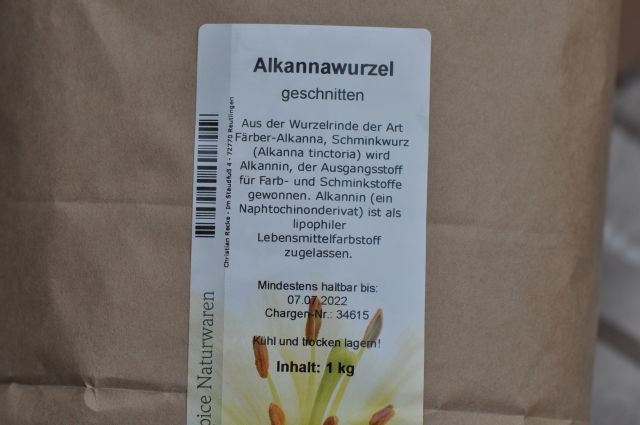 Alkannawurzel
geschnitten
Aus der Wurzelrinde der Art
Färber-Alkanna, Schminkwurz
(Alkanna tinctoria) wird
Alkannin, der Ausgangsstoff
für Farb- und Schminkstoffe
gewonnen. Alkannin (ein
Naphtochinonderivat) ist als
lipophiler
Lebensmittelfarbstoff
zugelassen.
Mindestens haltbar bis:
07.07.2022
Chargen-Nr.: 34615
Kühl und trocken lagern!
Inhalt: 1 kg
Christian Recke - Im Staudfuß 4 - 72770 Reutlingen
pice Naturwaren